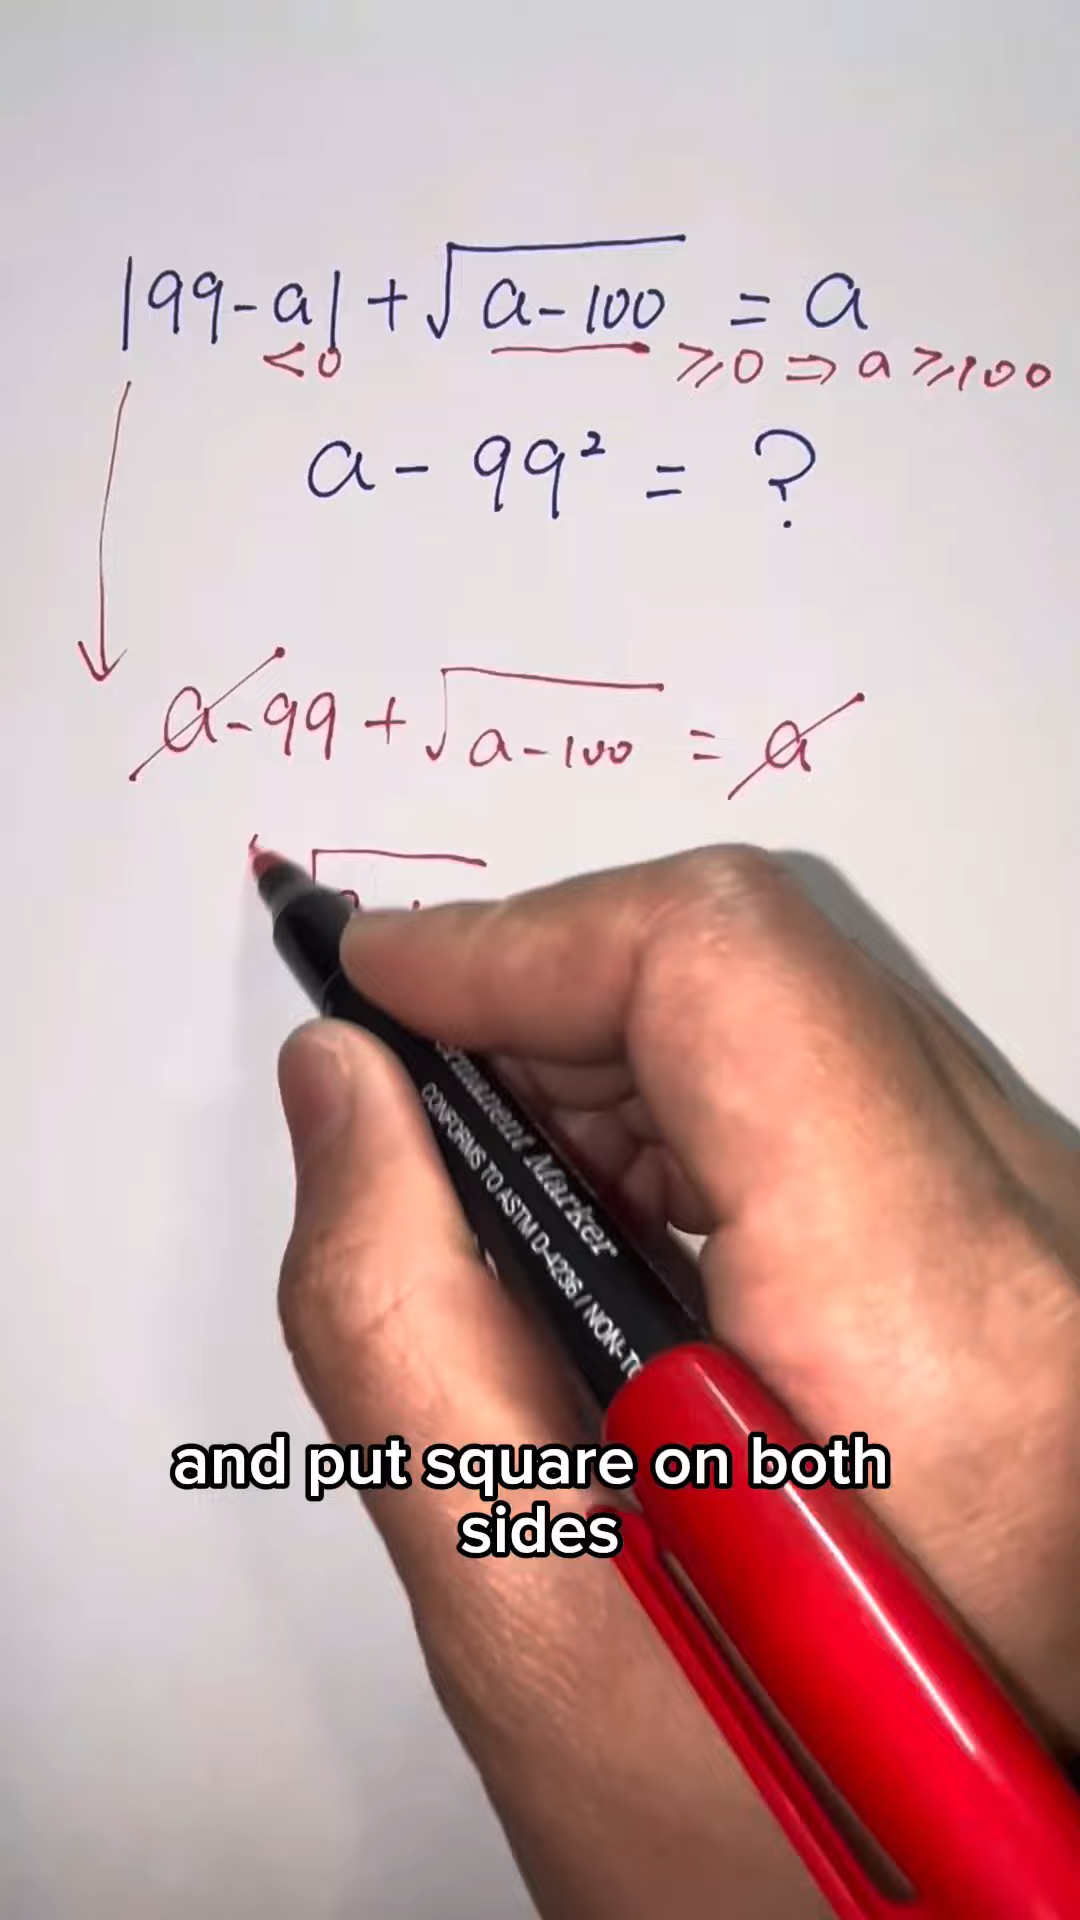 |99-a| + √(a-100) = a
<0 ⩾0 ⇒ a ⩾100
a - 99² = ?
a-99 + √(a-100) = a
Permanent Marker
CONFORMS TO ASTM D-4236 / NON-TO
and put square on both
sides